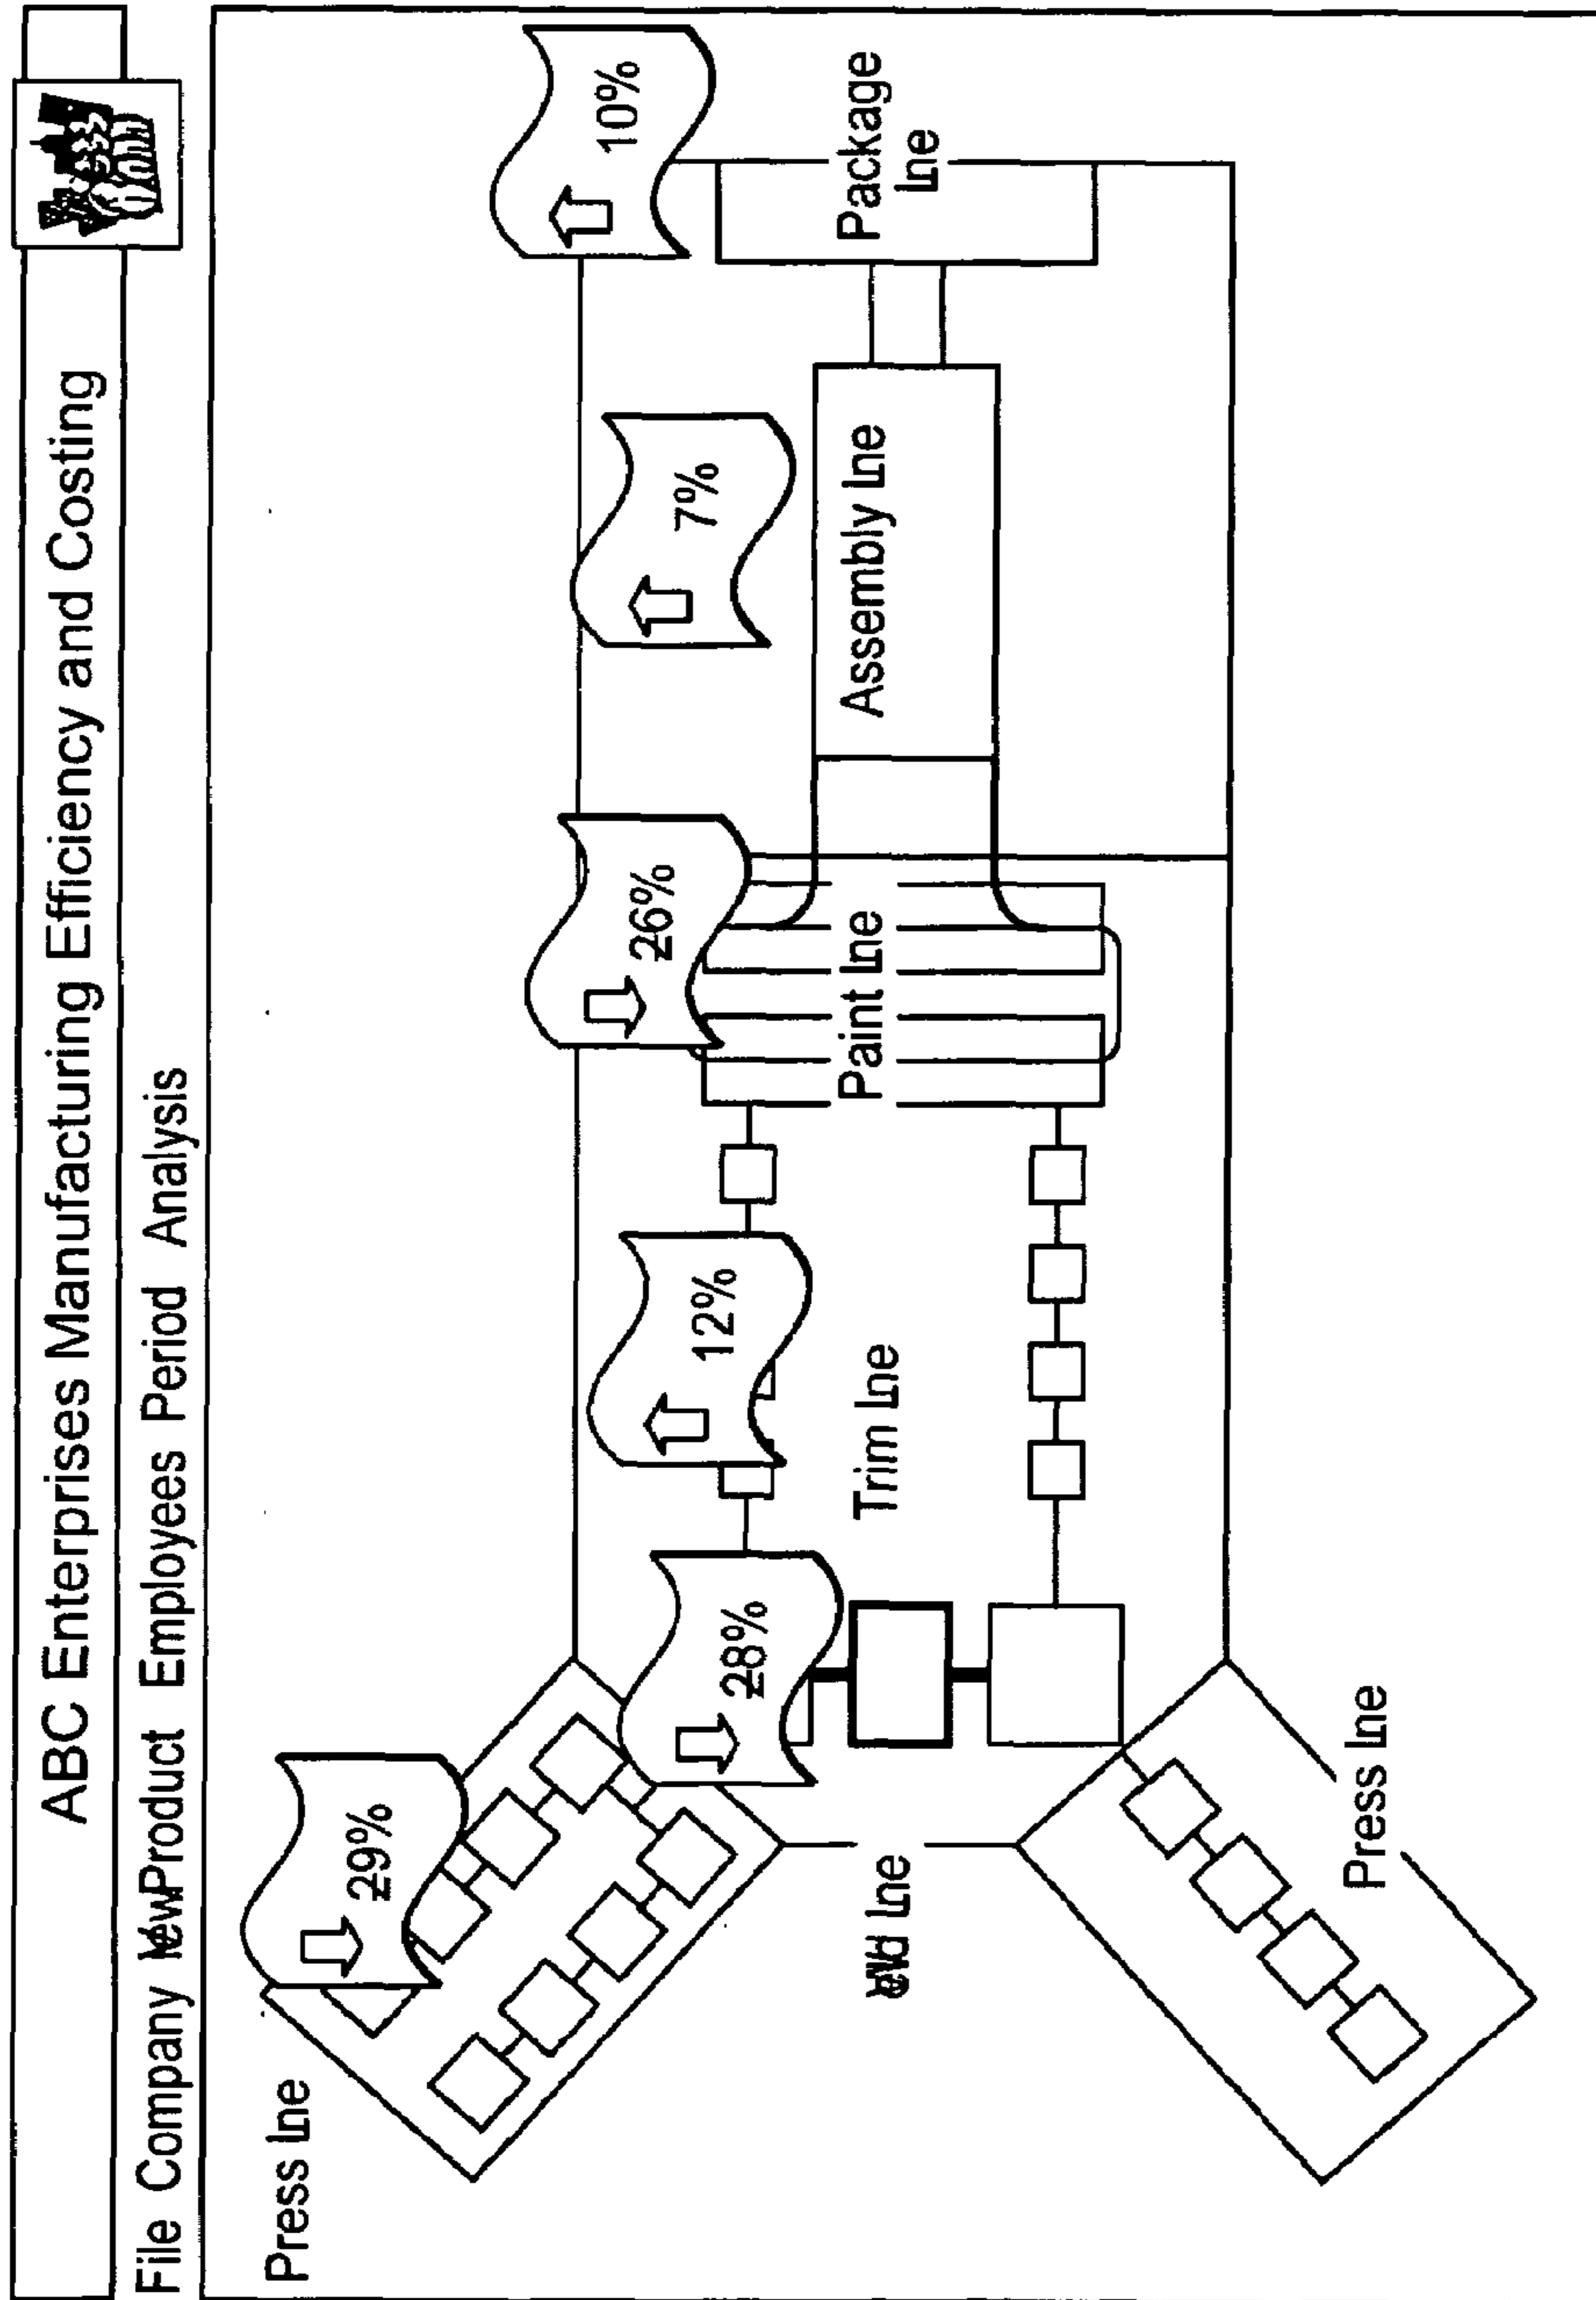 ABC Enterprises Manufacturing Efficiency and Costing
File Company Product Employees Period Analysis
Press Line
29%
28%
12%
26%
7%
10%
Line
Trim Line
Paint Line
Assembly Line
Package
Line
Press Line